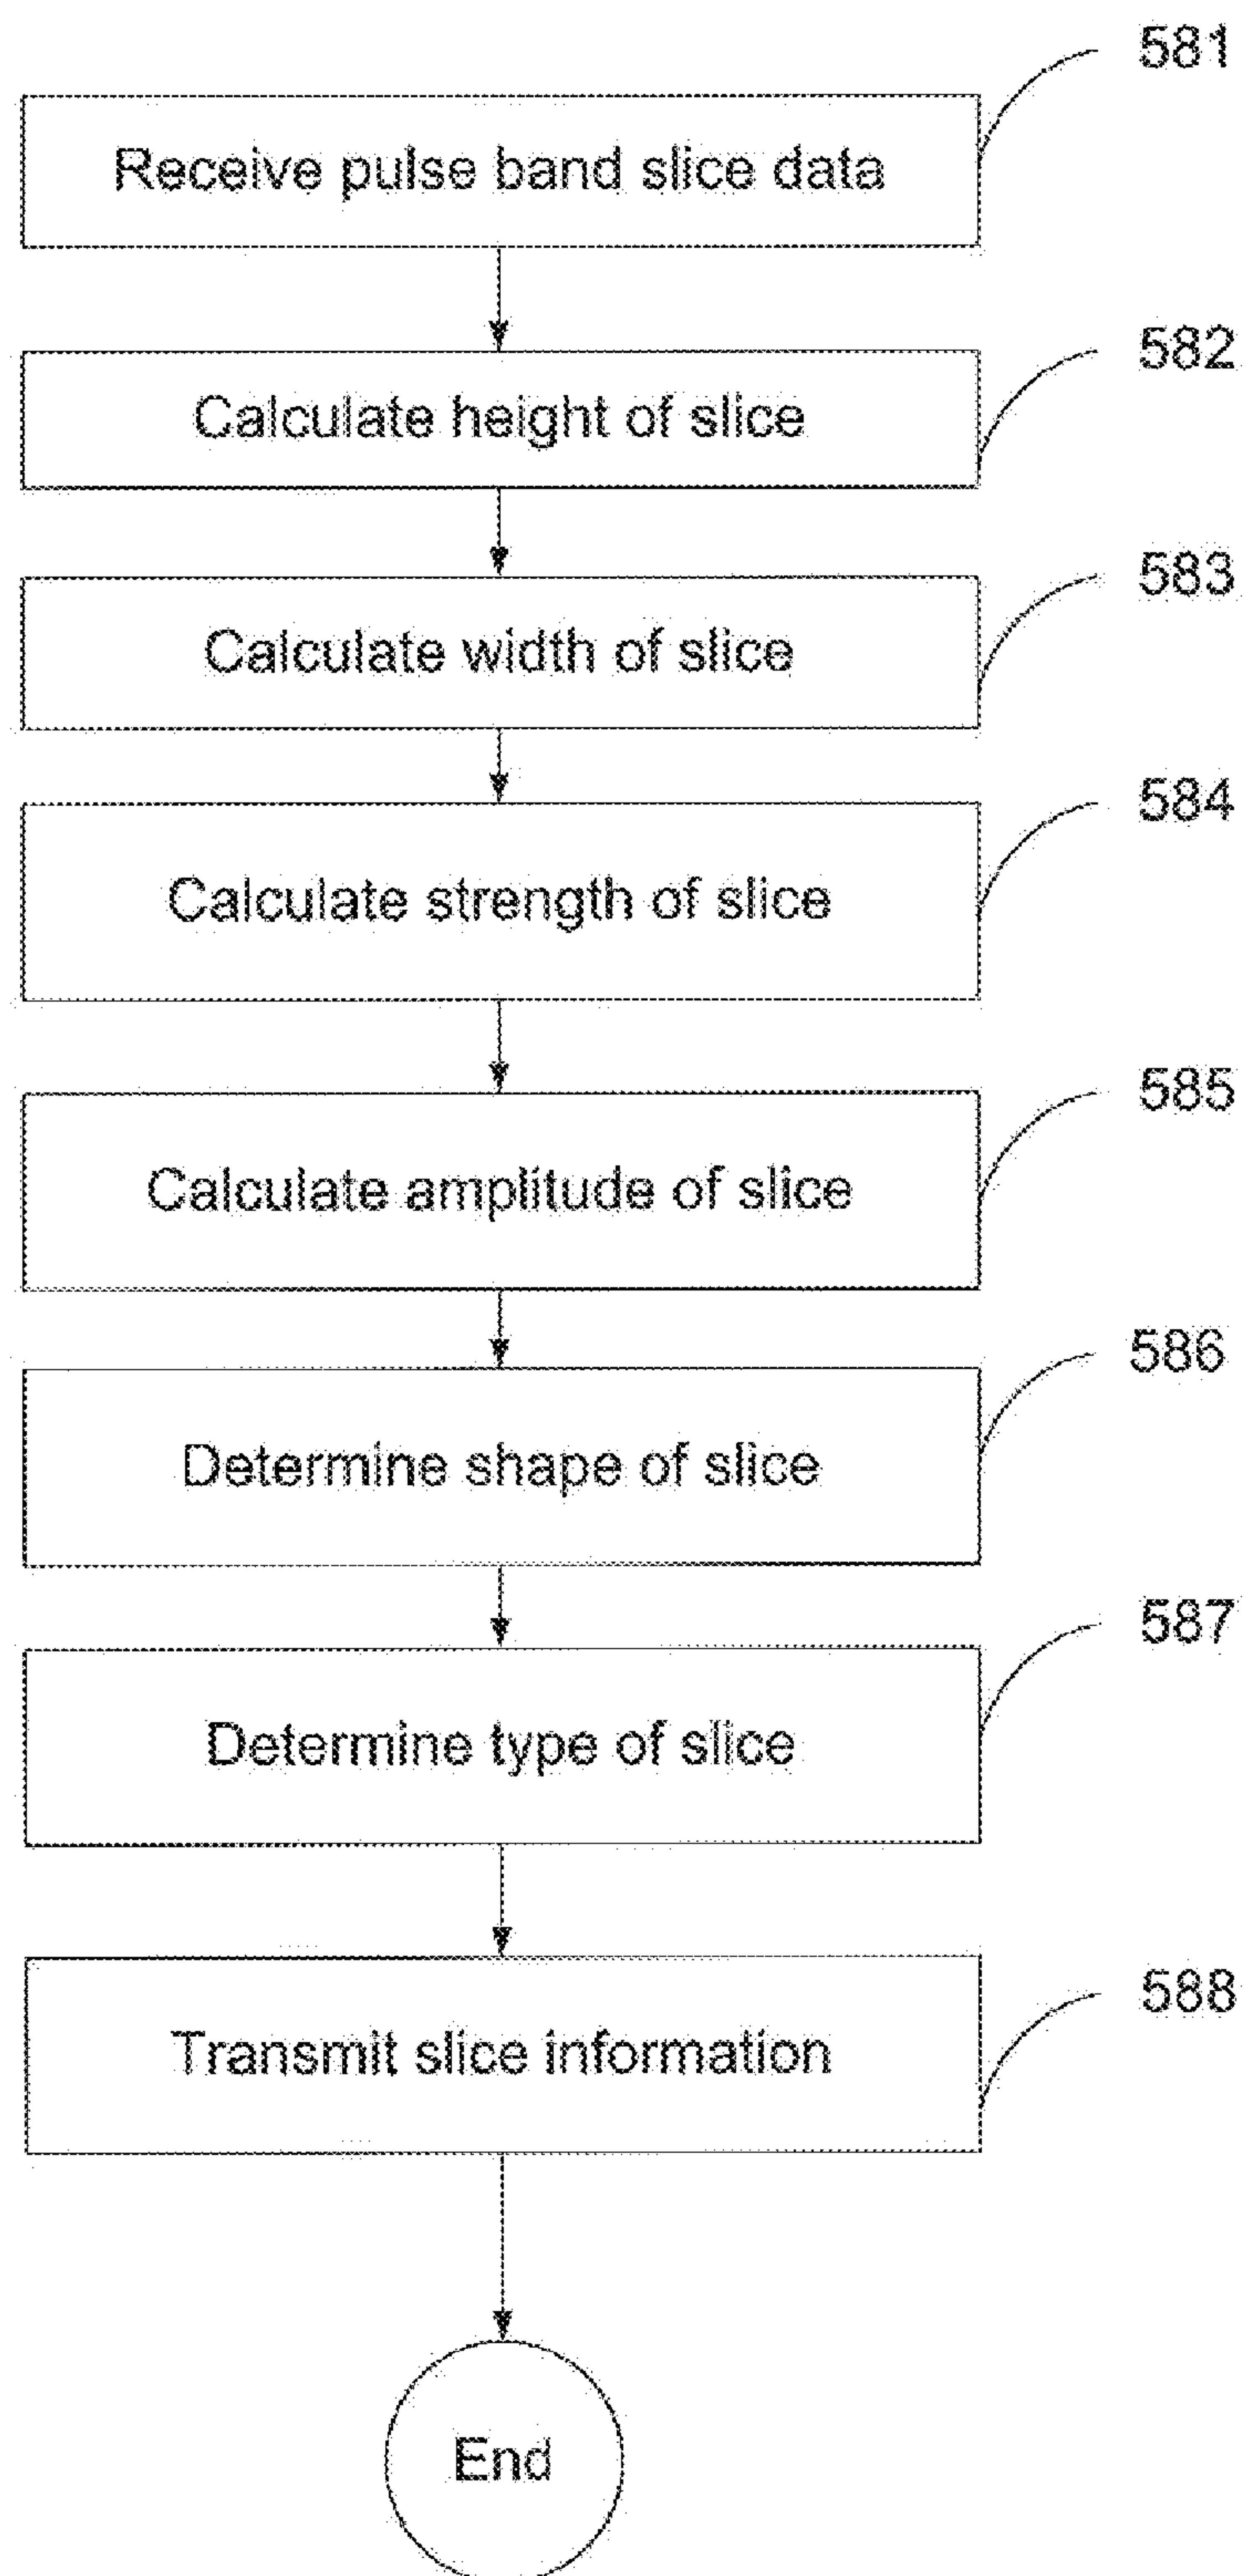 581
Receive pulse band slice data
582
Calculate height of slice
583
Calculate width of slice
584
Calculate strength of slice
585
Calculate amplitude of slice
586
Determine shape of slice
587
Determine type of slice
588
Transmit slice information
End